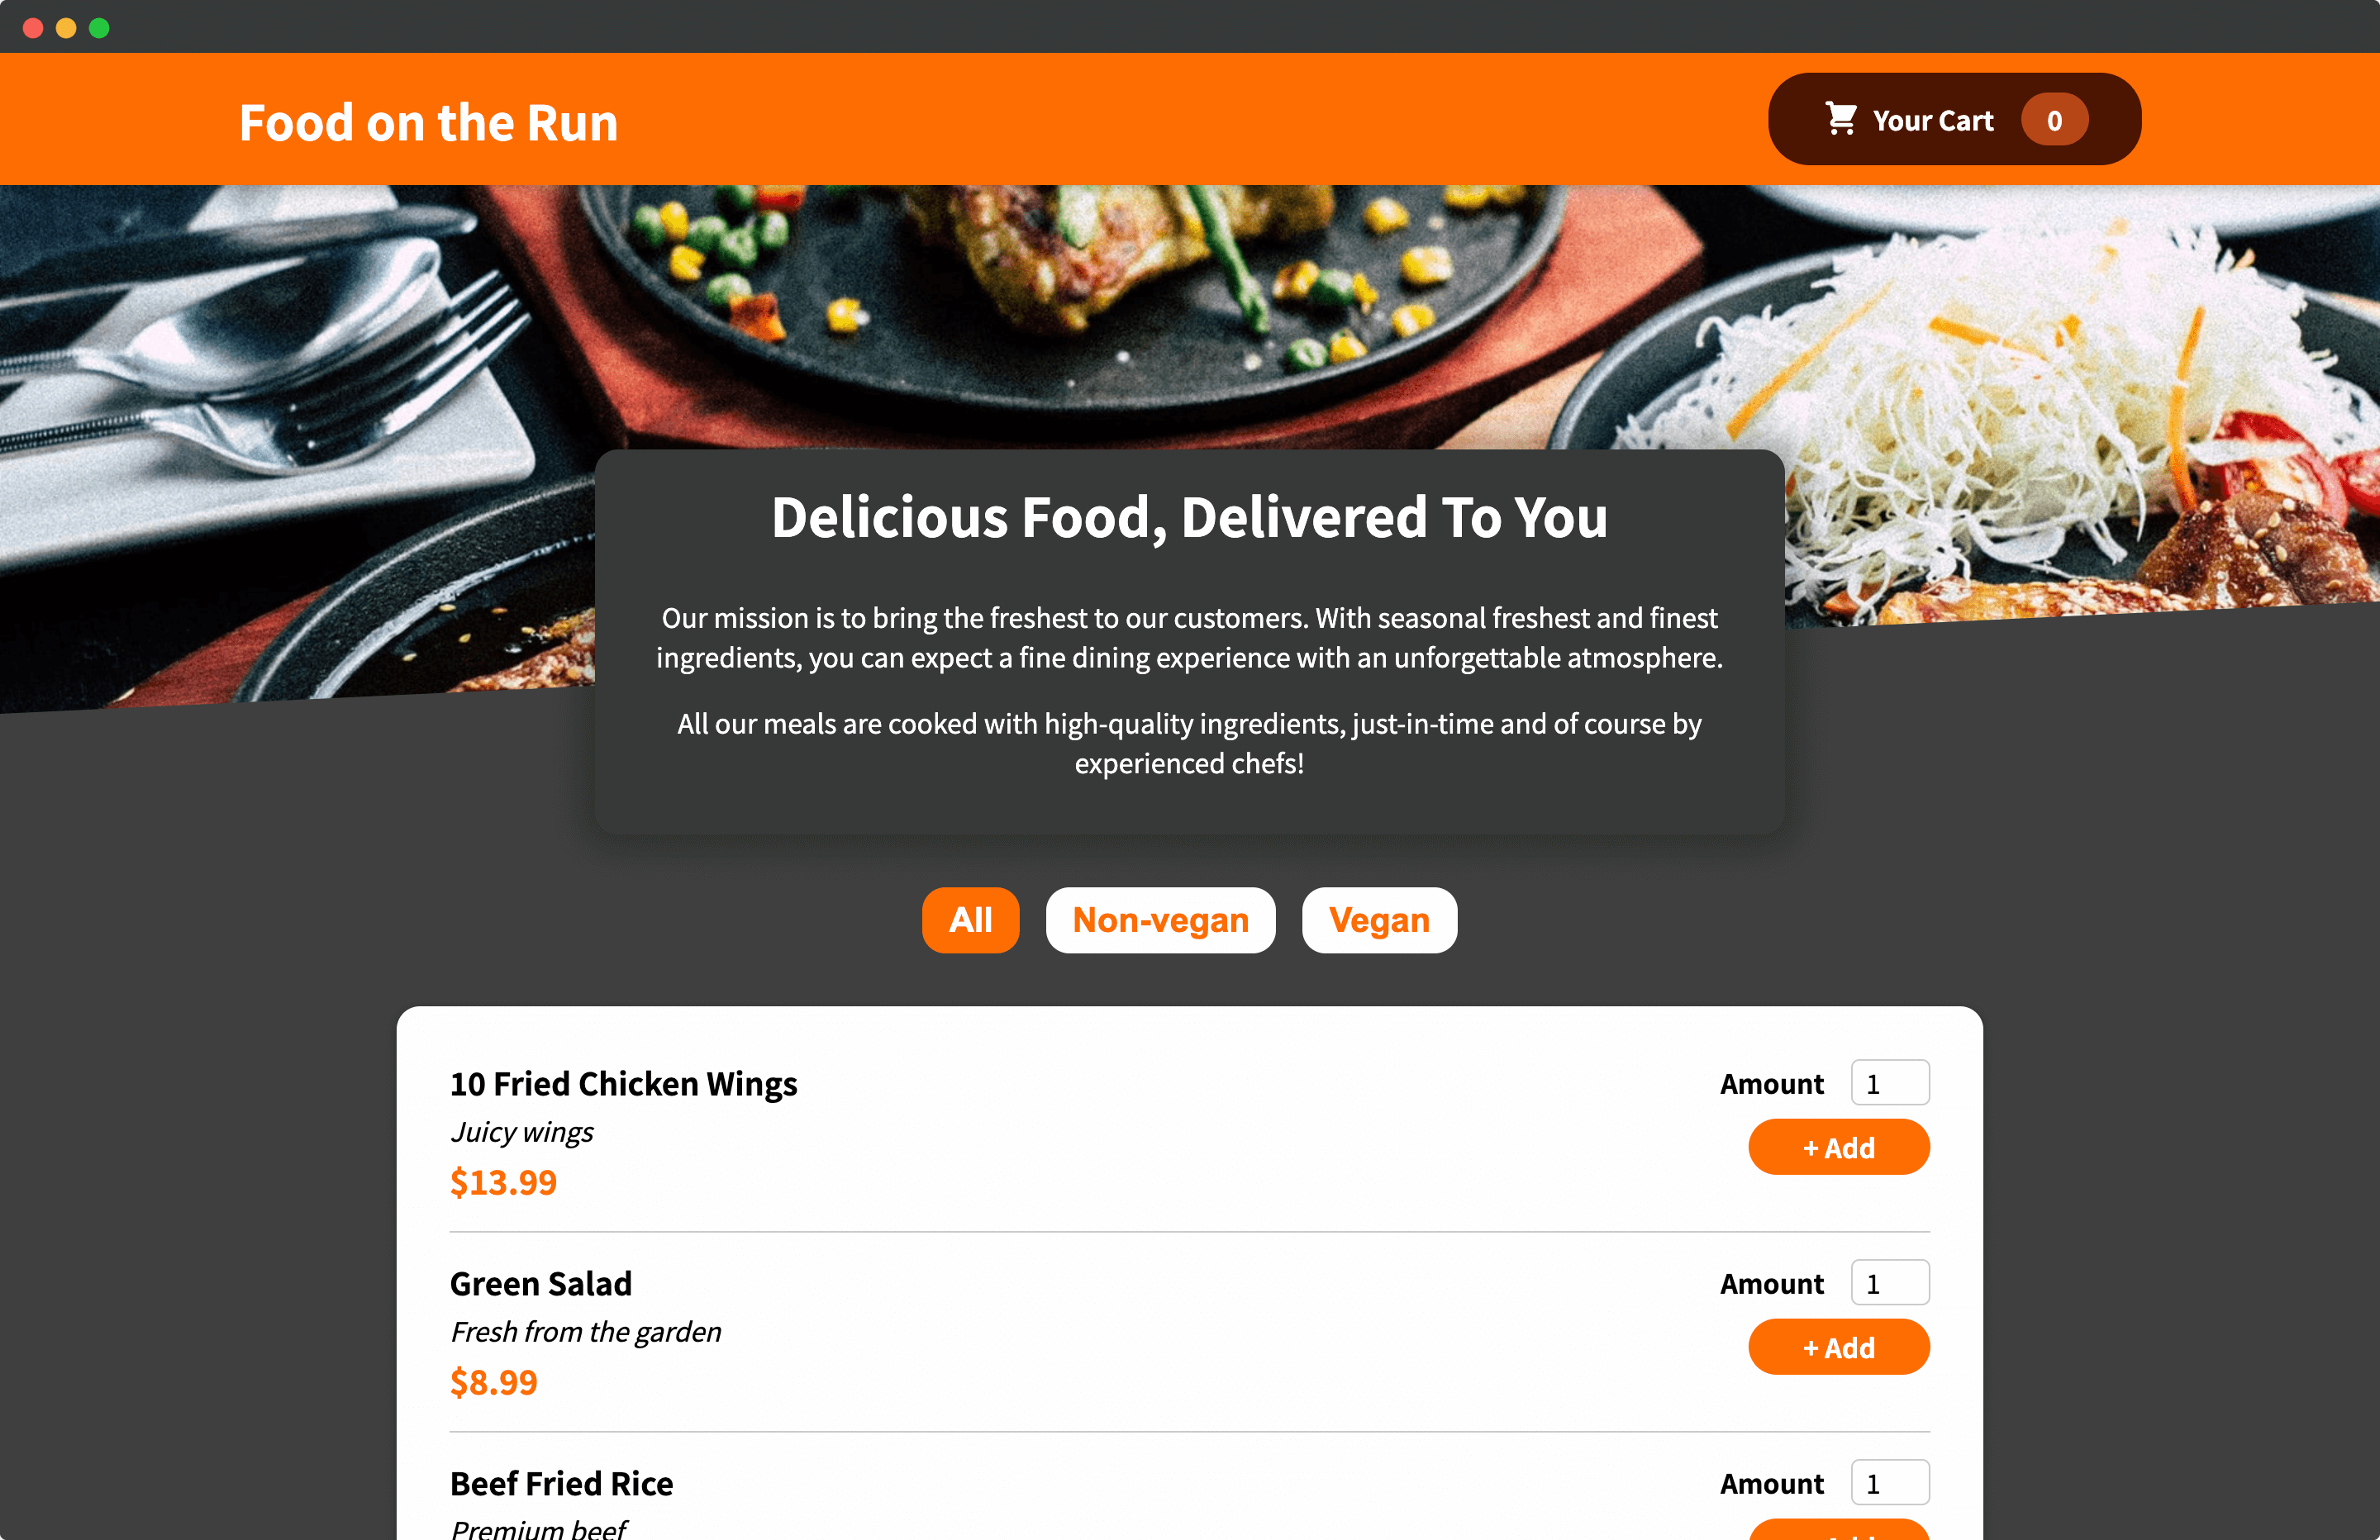 Food on the Run
Your Cart 0
Delicious Food, Delivered To You
Our mission is to bring the freshest to our customers. With seasonal freshest and finest
ingredients, you can expect a fine dining experience with an unforgettable atmosphere.
All our meals are cooked with high-quality ingredients, just-in-time and of course by
experienced chefs!
All Non-vegan Vegan
10 Fried Chicken Wings
Amount 1
Juicy wings
+ Add
$13.99
Green Salad
Amount 1
Fresh from the garden
+ Add
$8.99
Beef Fried Rice
Amount 1
Premium beef